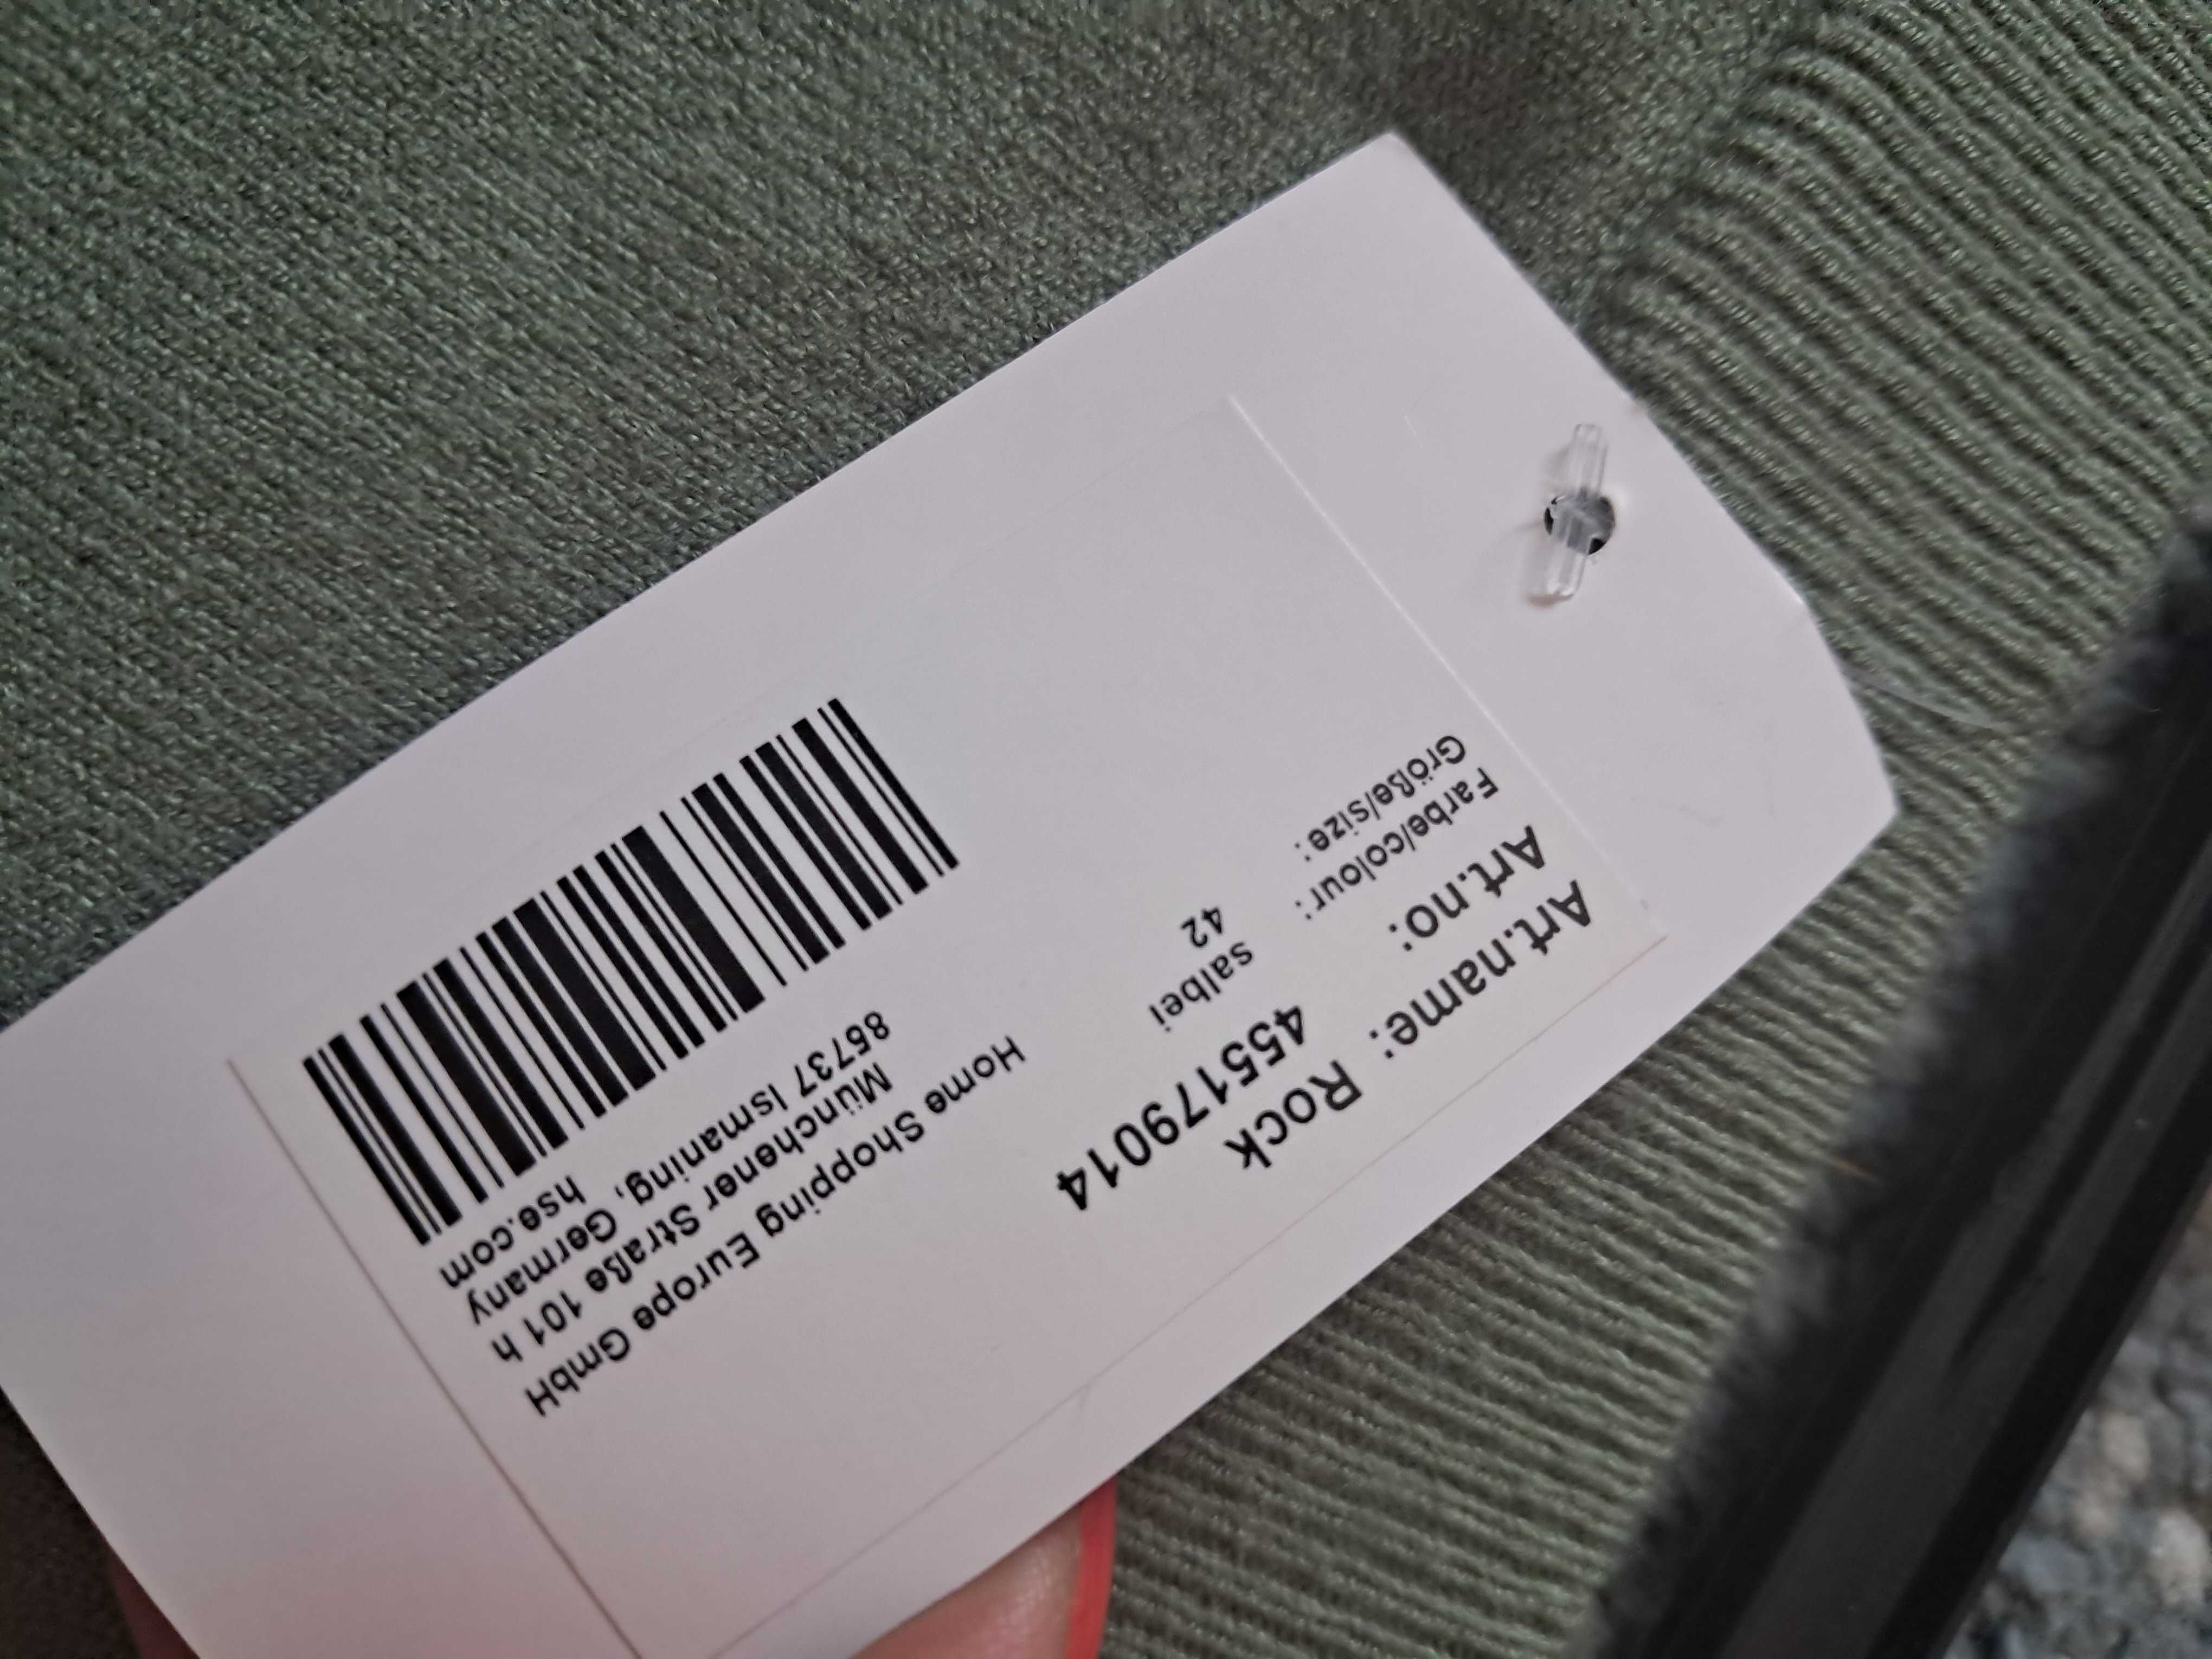 Art.name: Rock
Art.no: 455179014
Farbe/colour: salbei
Größe/size: 42
Home Shopping Europe GmbH
Münchener Straße 101 h
85737 Ismaning, Germany
hse.com